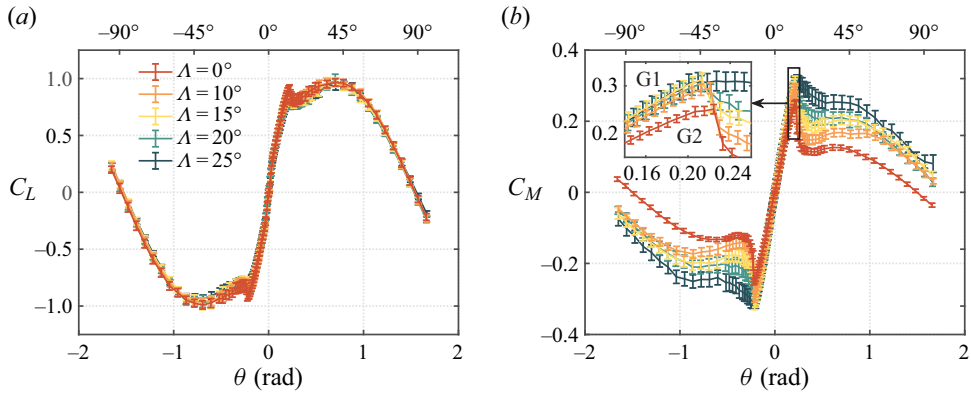 (a)
−90° −45° 0° 45° 90°
1.0
0.5
0
−0.5
−1.0
C_L
Λ = 0°
Λ = 10°
Λ = 15°
Λ = 20°
Λ = 25°
−2 −1 0 1 2
θ (rad)
(b)
−90° −45° 0° 45° 90°
0.4
0.2
0
−0.2
−0.4
C_M
G1
G2
0.3
0.2
0.16 0.20 0.24
−2 −1 0 1 2
θ (rad)